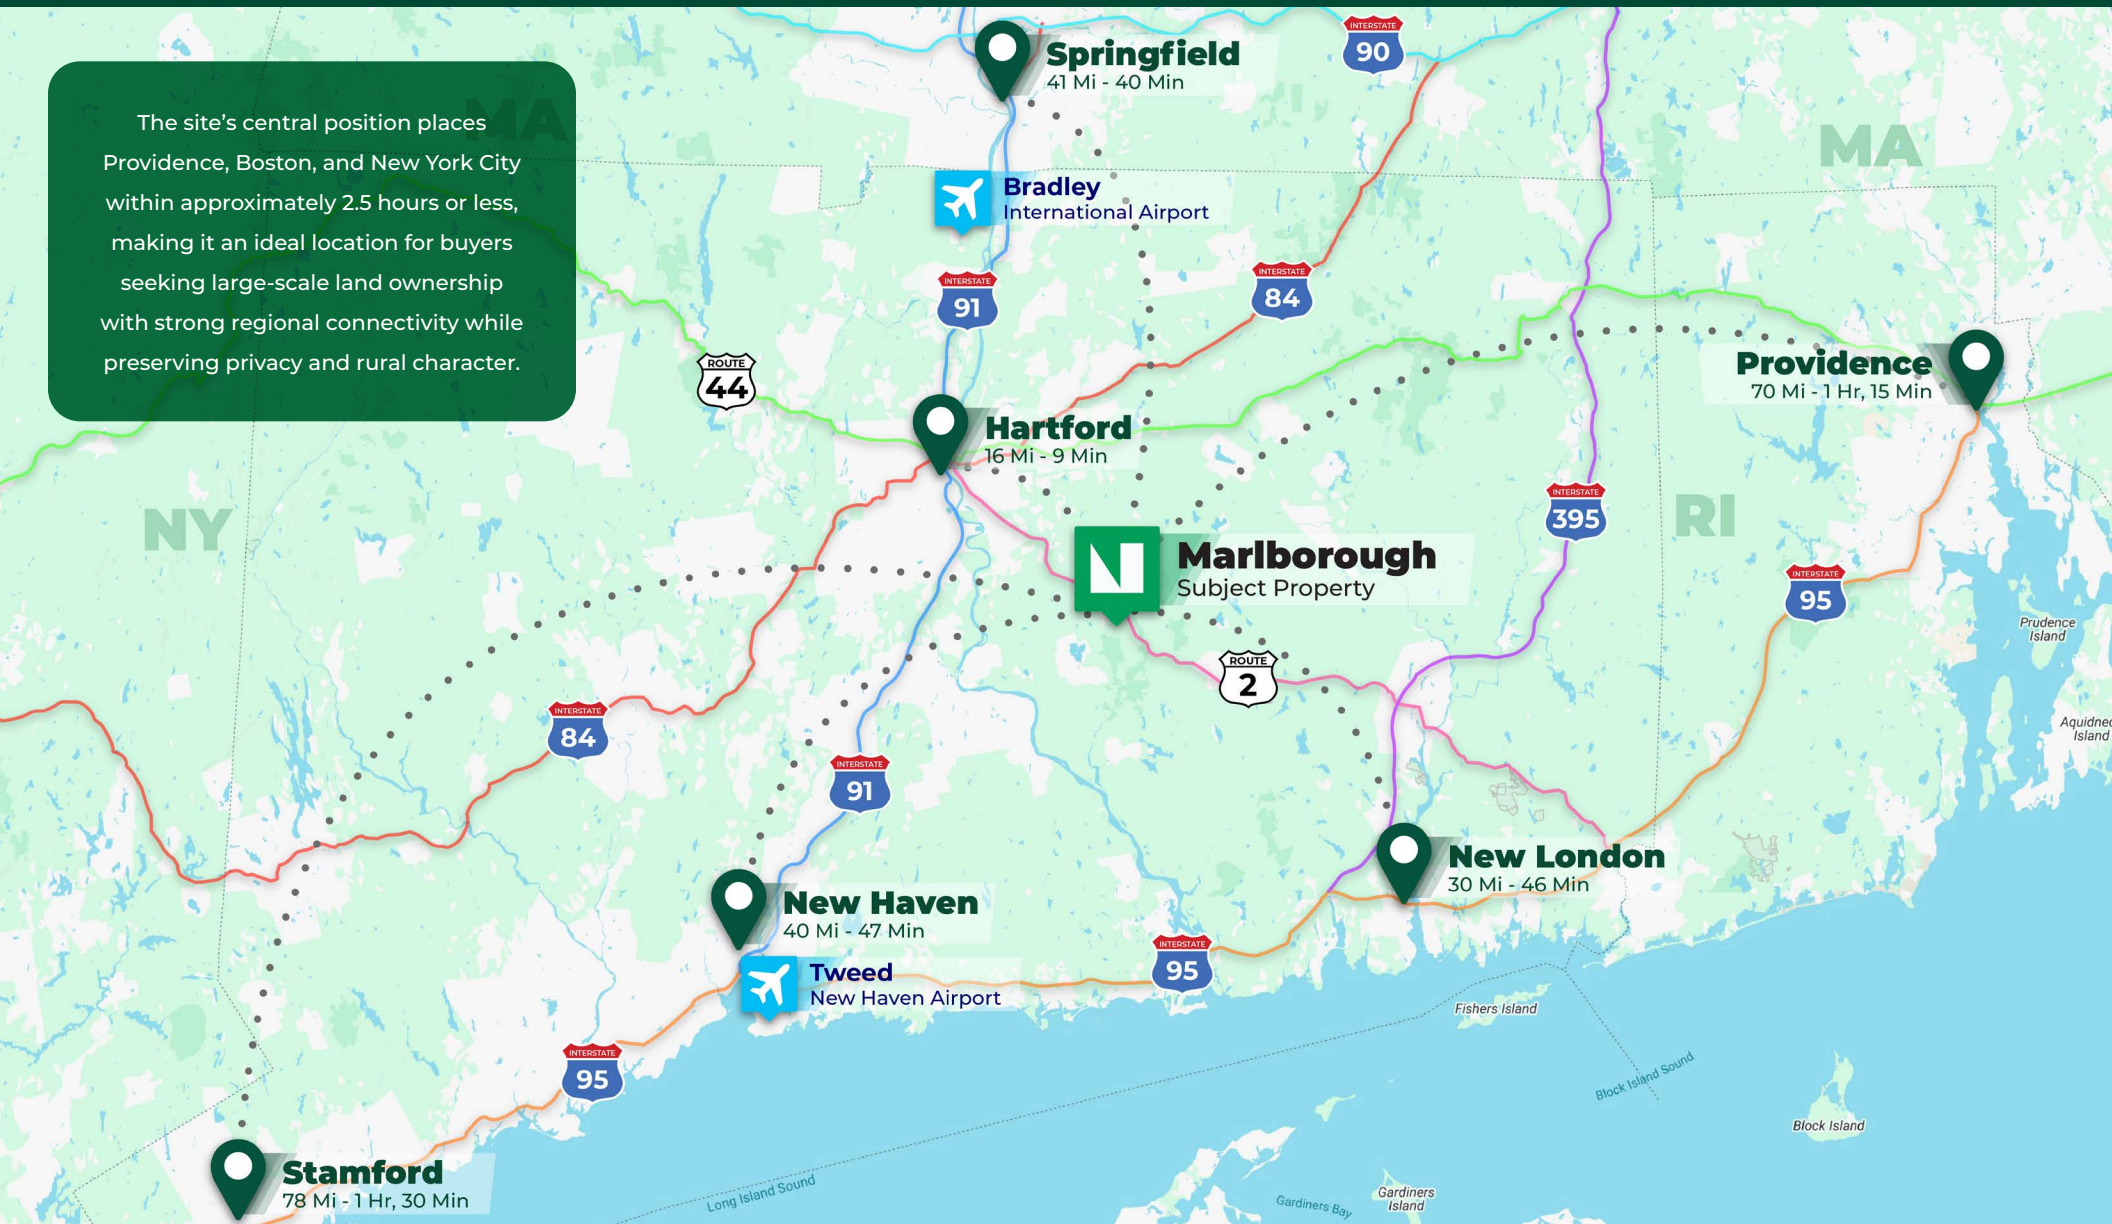 The site's central position places
Providence, Boston, and New York City
within approximately 2.5 hours or less,
making it an ideal location for buyers
seeking large-scale land ownership
with strong regional connectivity while
preserving privacy and rural character.
MA
Springfield
41 Mi - 40 Min
INTERSTATE
90
MA
Bradley
International Airport
INTERSTATE
91
INTERSTATE
84
ROUTE
44
Providence
70 Mi - 1 Hr, 15 Min
Hartford
16 Mi - 9 Min
NY
INTERSTATE
395
RI
Marlborough
Subject Property
INTERSTATE
95
Prudence
Island
ROUTE
2
INTERSTATE
84
Aquidnec
Island
INTERSTATE
91
New London
30 Mi - 46 Min
New Haven
40 Mi - 47 Min
INTERSTATE
95
Tweed
New Haven Airport
Fishers Island
INTERSTATE
95
Block Island Sound
Block Island
Stamford
78 Mi - 1 Hr, 30 Min
Long Island Sound
Gardiners Bay
Gardiners
Island